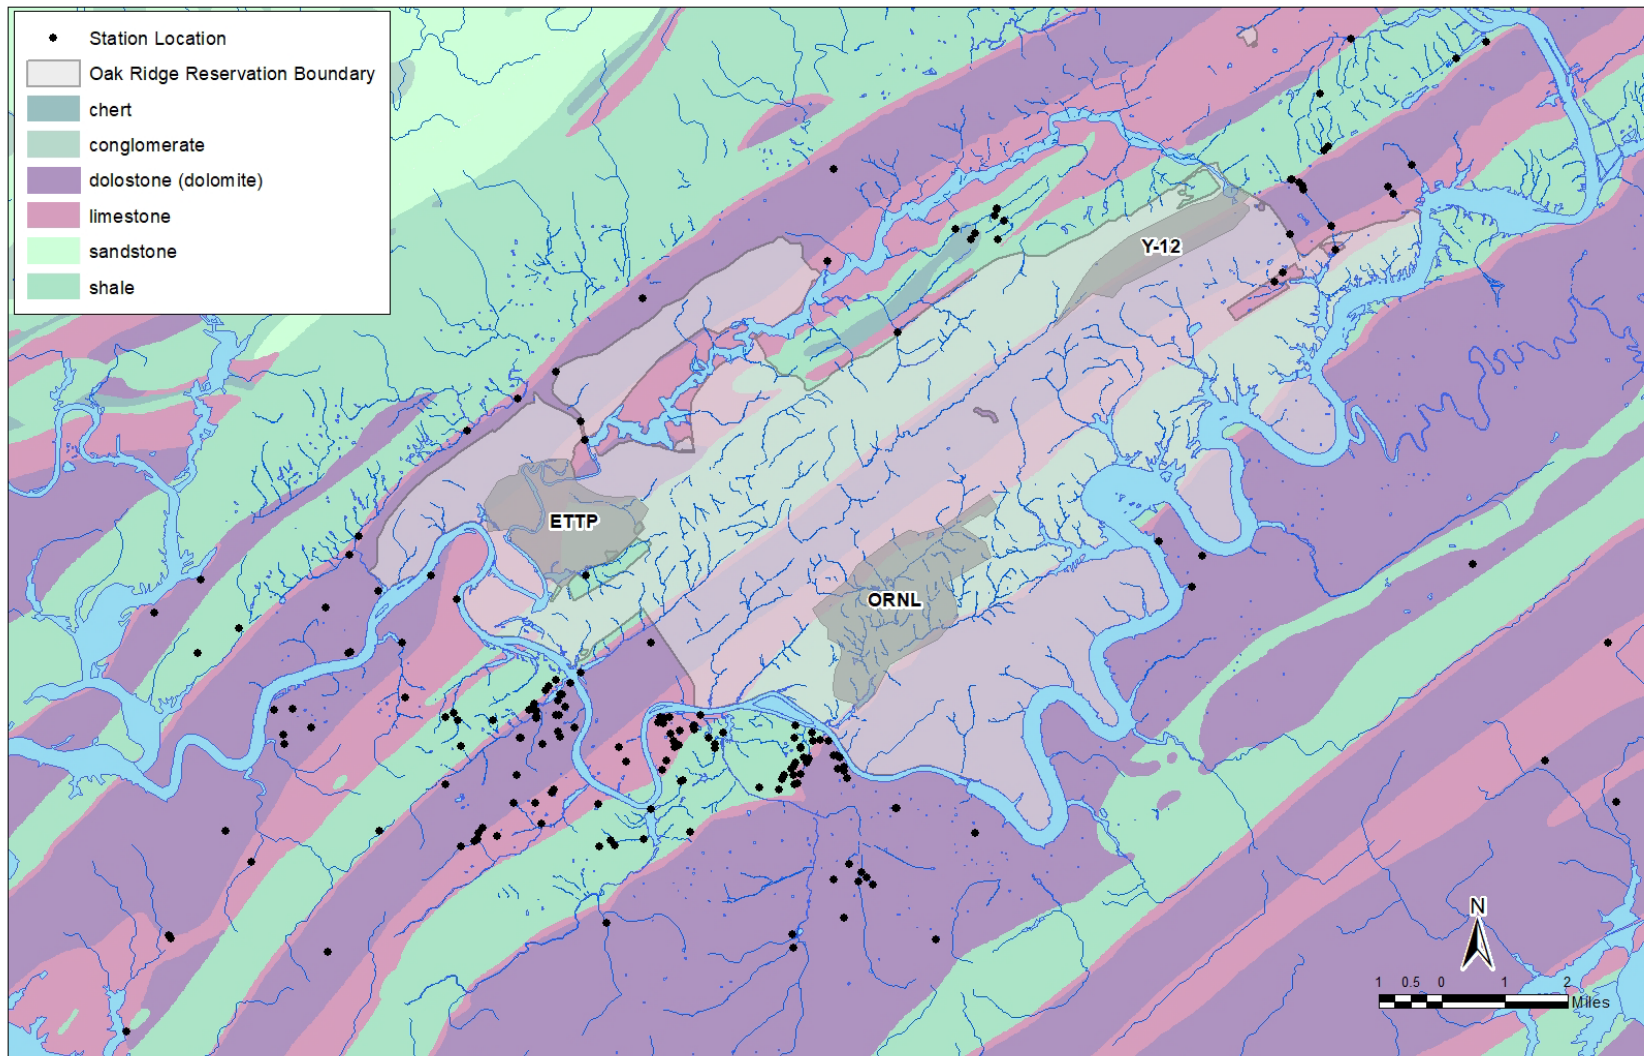 Station Location
Oak Ridge Reservation Boundary
chert
conglomerate
dolostone (dolomite)
limestone
sandstone
shale
Y-12
ETTP
ORNL
N
1 0.5 0 1 2
Miles